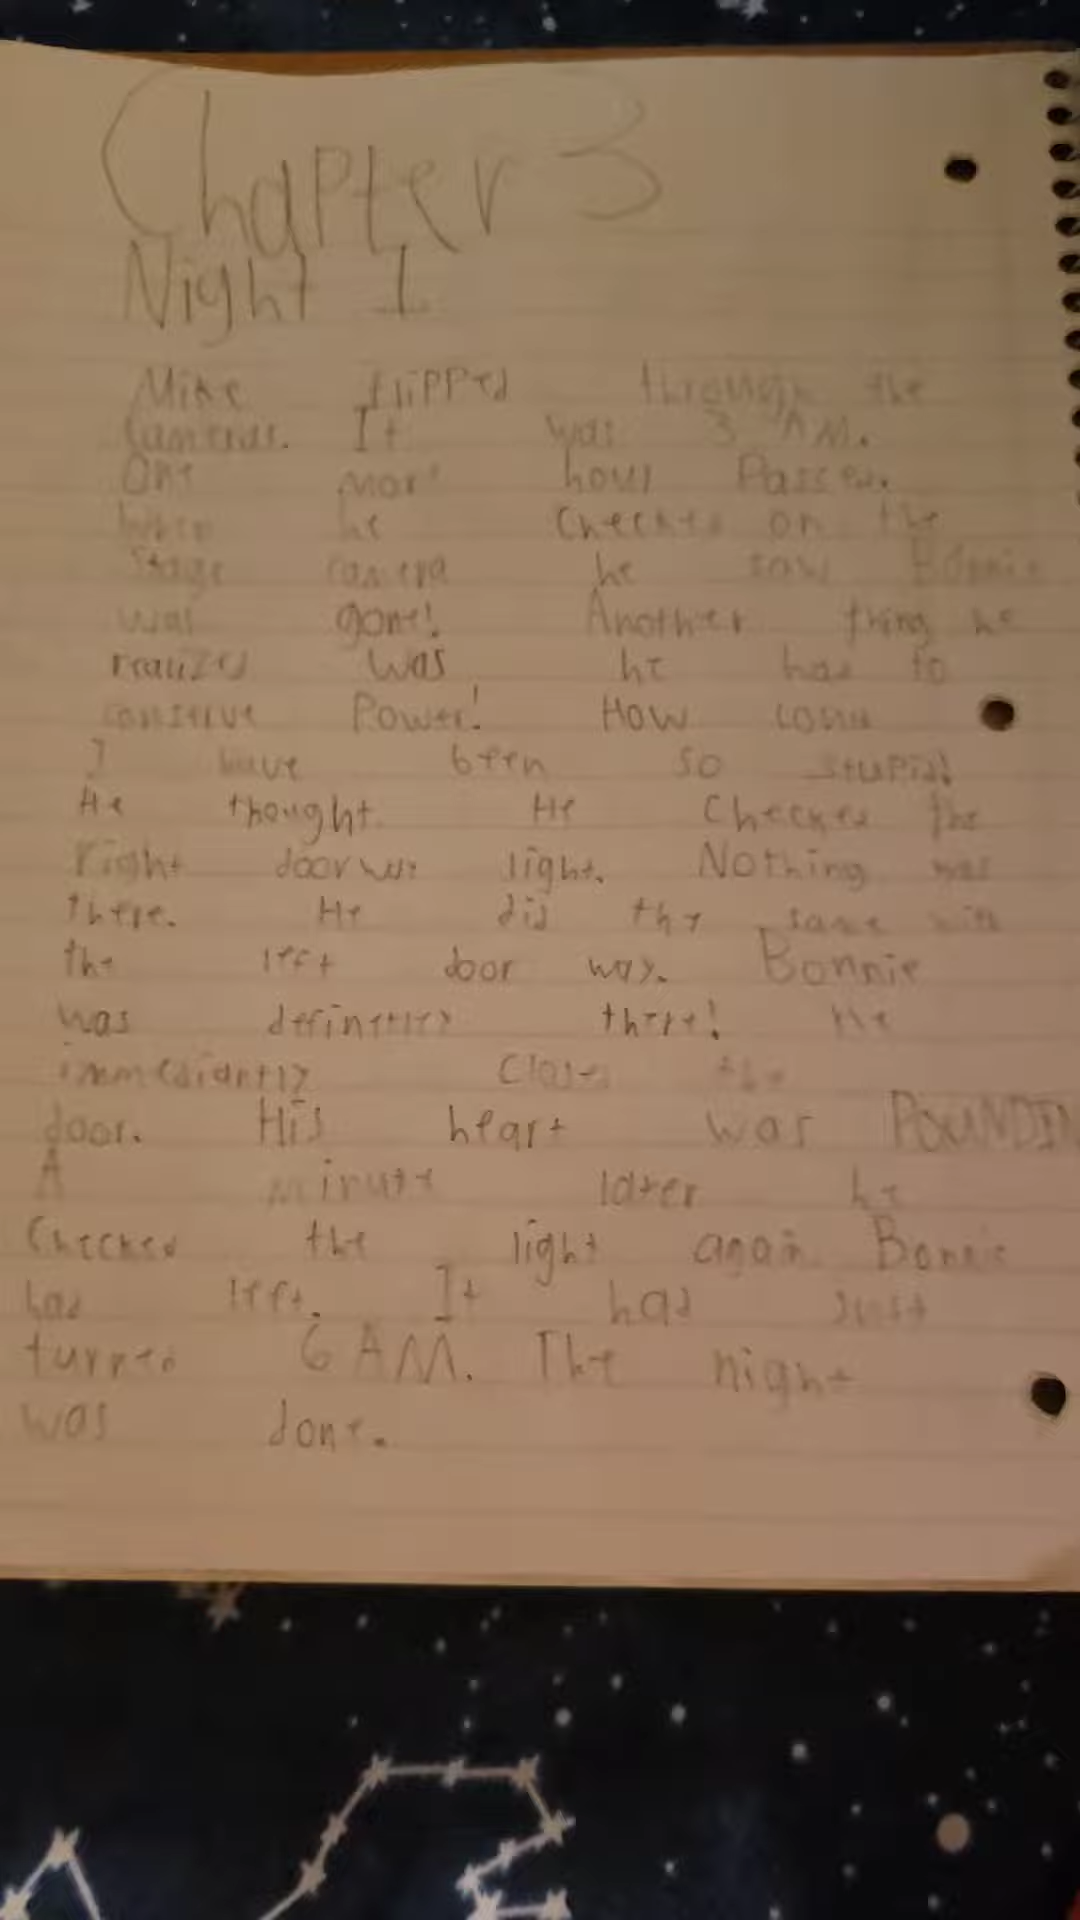 Chapter 3
Night 1
Mike flipped through the
cameras. It was 3 AM.
One more hour Passed.
When he Checked on the
Stage camera he saw Bonnie
was gone! Another thing he
realized was he had to
conserve Power! How could
I have been so stupid!
He thought. He Checked the
right doorway light. Nothing was
there. He did the same with
the left door way. Bonnie
was definetley there! He
immediantly Closed the
door. His heart was POUNDIN
A minute later he
Checked the light again. Bonnie
had left. It had just
turned 6 AM. The night
was done.